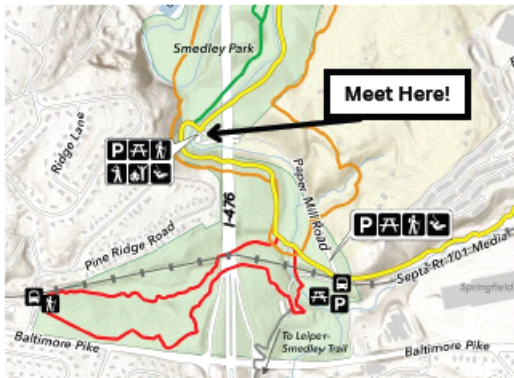 Smedley Park
Meet Here!
Ridge Lane
P
I-476
Paper Mill Road
P
Pine Ridge Road
Septa Rt 101 Media
Springfield
P
To Leiper-
Smedley Trail
Baltimore Pike
Baltimore Pike